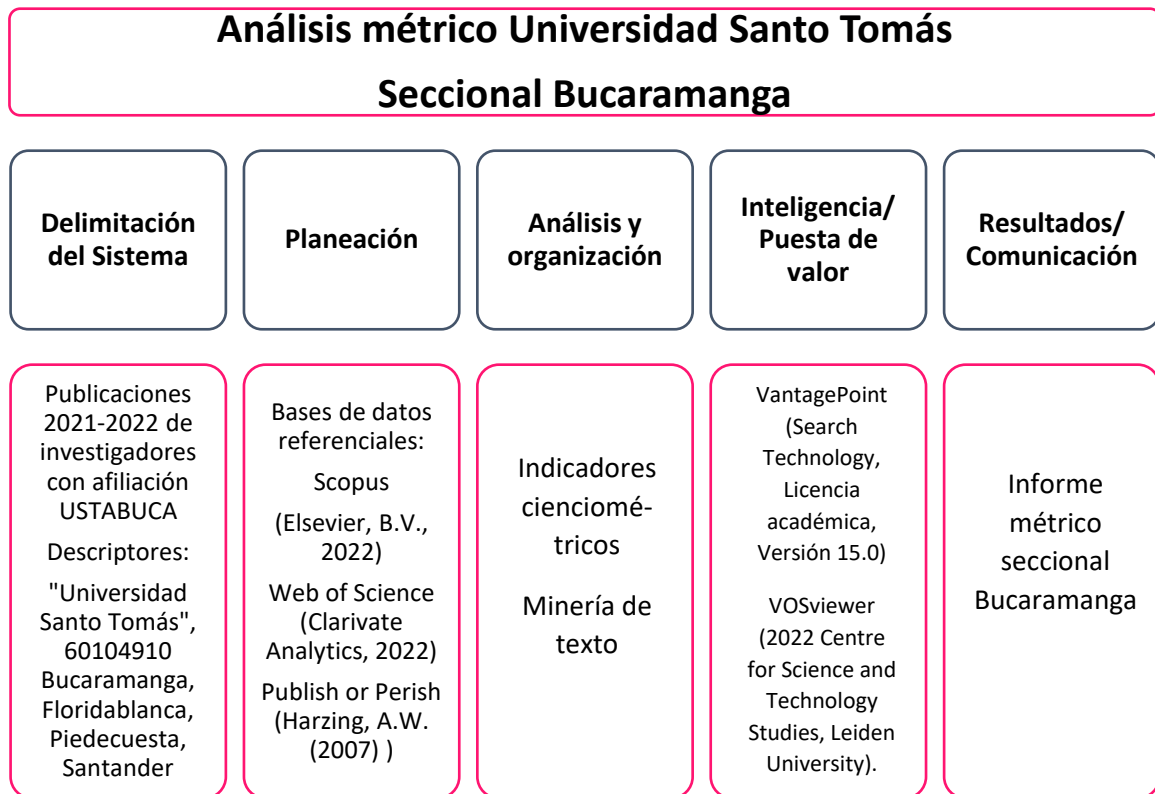 Análisis métrico Universidad Santo Tomás
Seccional Bucaramanga
Delimitación
del Sistema
Planeación
Análisis y
organización
Inteligencia/
Puesta de
valor
Resultados/
Comunicación
Publicaciones
2021-2022 de
investigadores
con afiliación
USTABUCA
Descriptores:
"Universidad
Santo Tomás",
60104910
Bucaramanga,
Floridablanca,
Piedecuesta,
Santander
Bases de datos
referenciales:
Scopus
(Elsevier, B.V.,
2022)
Web of Science
(Clarivate
Analytics, 2022)
Publish or Perish
(Harzing, A.W.
(2007) )
Indicadores
cienciomé-
tricos
Minería de
texto
VantagePoint
(Search
Technology,
Licencia
académica,
Versión 15.0)
VOSviewer
(2022 Centre
for Science and
Technology
Studies, Leiden
University).
Informe
métrico
seccional
Bucaramanga